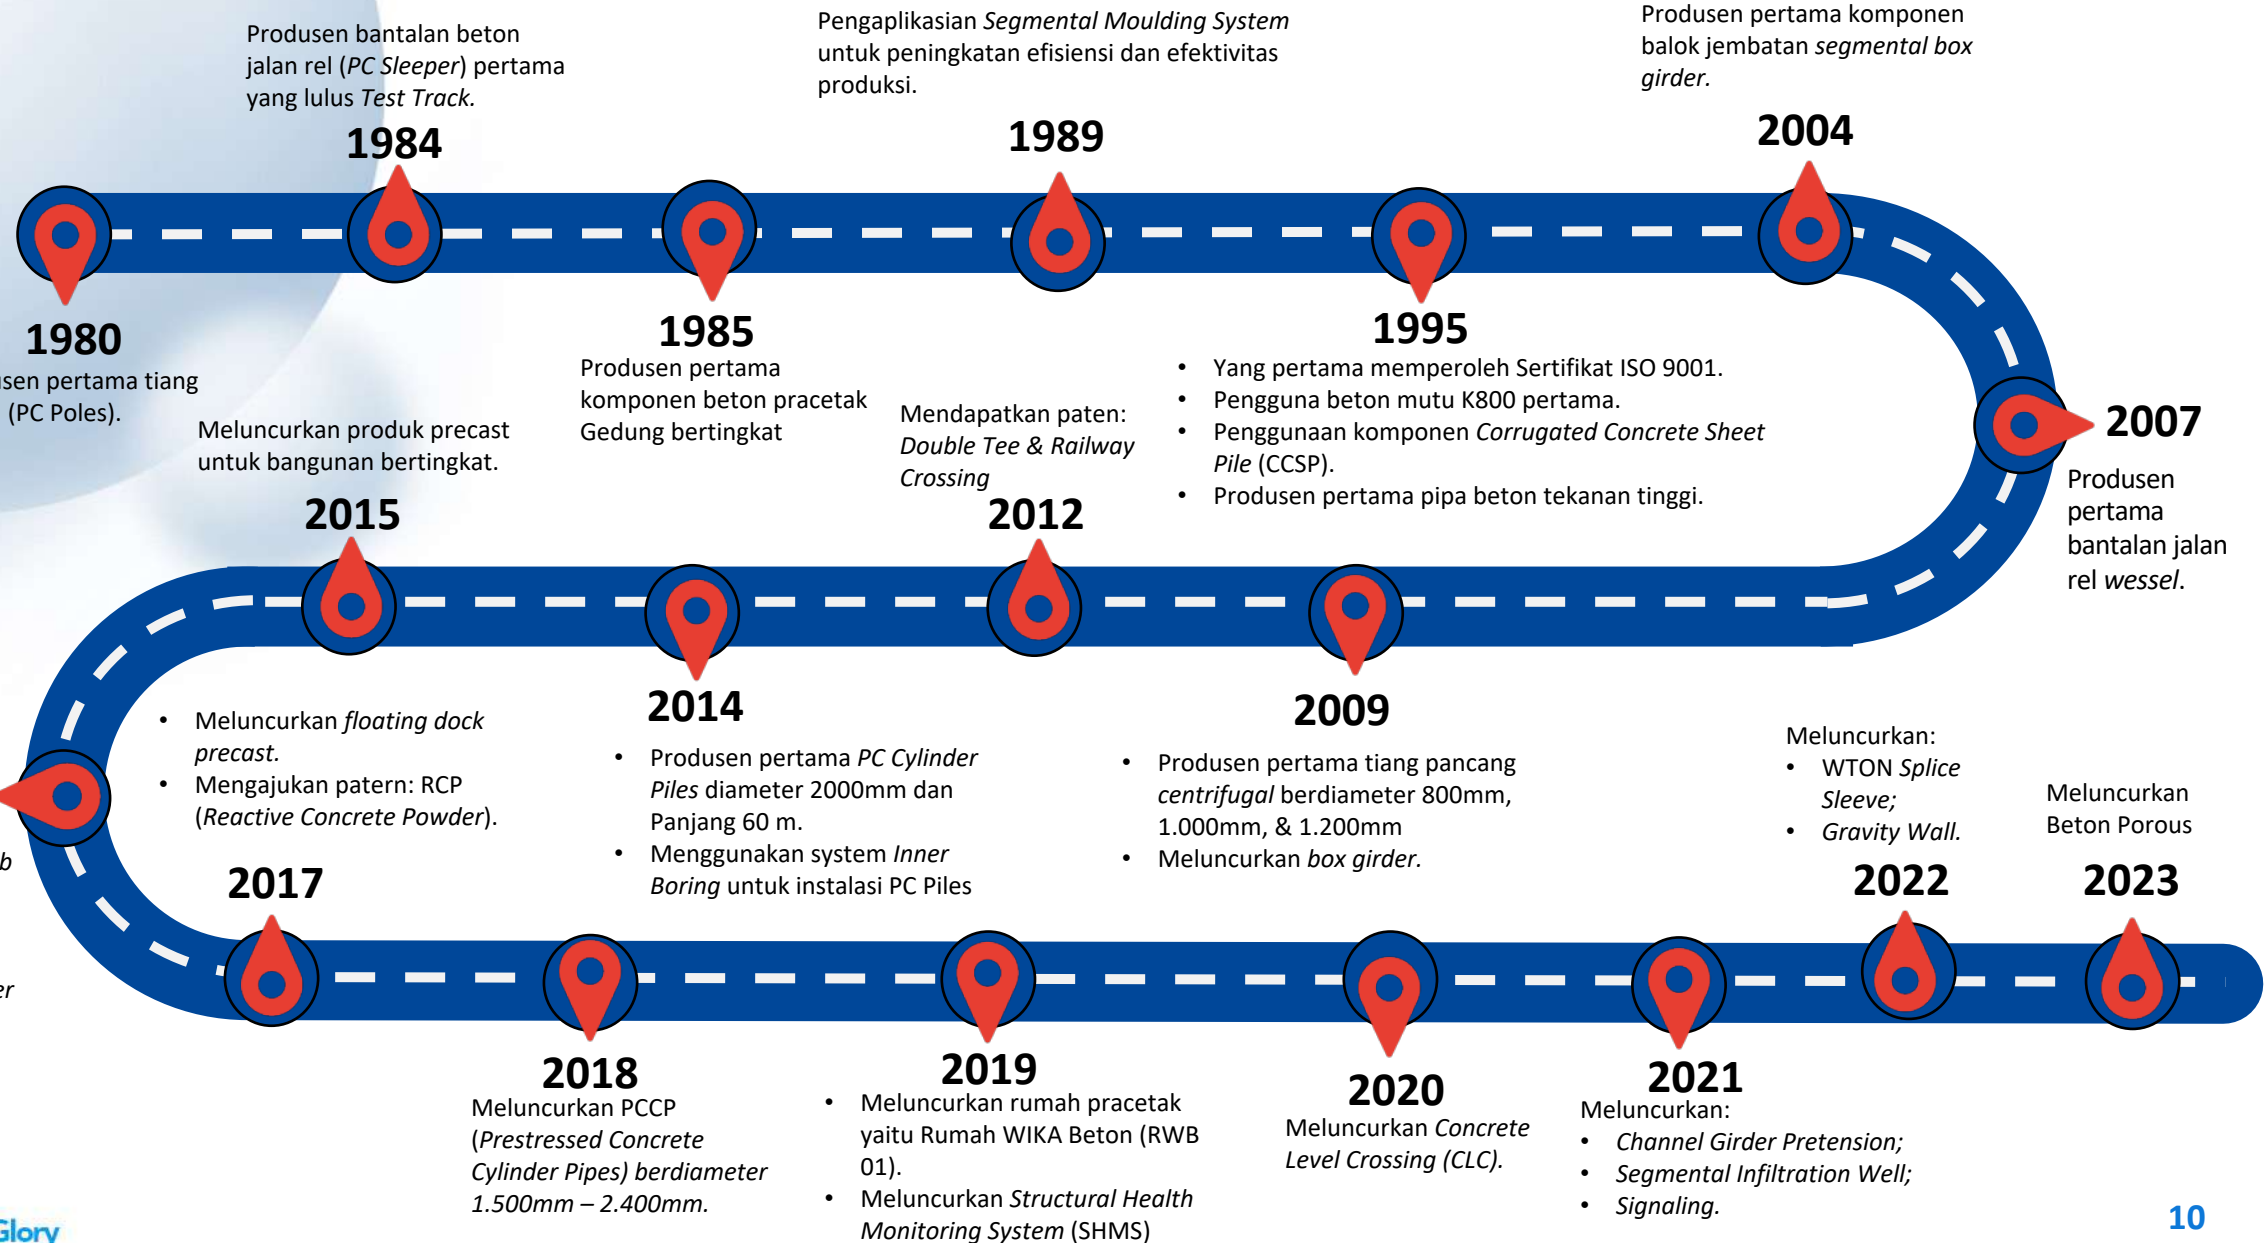 Produsen bantalan beton
jalan rel (PC Sleeper) pertama
yang lulus Test Track.
1984
Pengaplikasian Segmental Moulding System
untuk peningkatan efisiensi dan efektivitas
produksi.
1989
Produsen pertama komponen
balok jembatan segmental box
girder.
2004
1980
pertama tiang
(PC Poles).
1985
Produsen pertama
komponen beton pracetak
Gedung bertingkat
1995
• Yang pertama memperoleh Sertifikat ISO 9001.
• Pengguna beton mutu K800 pertama.
• Penggunaan komponen Corrugated Concrete Sheet
Pile (CCSP).
• Produsen pertama pipa beton tekanan tinggi.
2007
Produsen
pertama
bantalan jalan
rel wessel.
Meluncurkan produk precast
untuk bangunan bertingkat.
2015
Mendapatkan paten:
Double Tee & Railway
Crossing
2012
2014
• Produsen pertama PC Cylinder
Piles diameter 2000mm dan
Panjang 60 m.
• Menggunakan system Inner
Boring untuk instalasi PC Piles
2009
• Produsen pertama tiang pancang
centrifugal berdiameter 800mm,
1.000mm, & 1.200mm
• Meluncurkan box girder.
• Meluncurkan floating dock
precast.
• Mengajukan patern: RCP
(Reactive Concrete Powder).
2017
Meluncurkan:
• WTON Splice
Sleeve;
• Gravity Wall.
2022
Meluncurkan
Beton Porous
2023
2018
Meluncurkan PCCP
(Prestressed Concrete
Cylinder Pipes) berdiameter
1.500mm – 2.400mm.
2019
• Meluncurkan rumah pracetak
yaitu Rumah WIKA Beton (RWB
01).
• Meluncurkan Structural Health
Monitoring System (SHMS)
2020
Meluncurkan Concrete
Level Crossing (CLC).
2021
Meluncurkan:
• Channel Girder Pretension;
• Segmental Infiltration Well;
• Signaling.
Glory
10